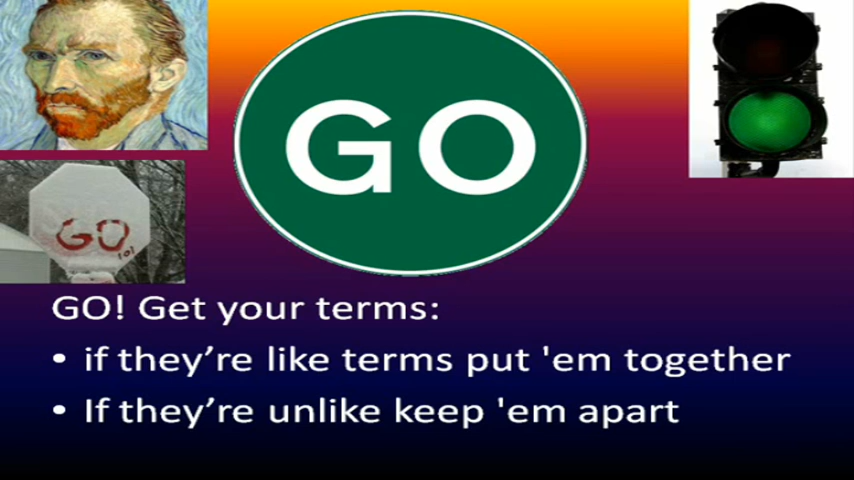 GO
GO
lol
GO! Get your terms:
• if they’re like terms put 'em together
• If they’re unlike keep 'em apart